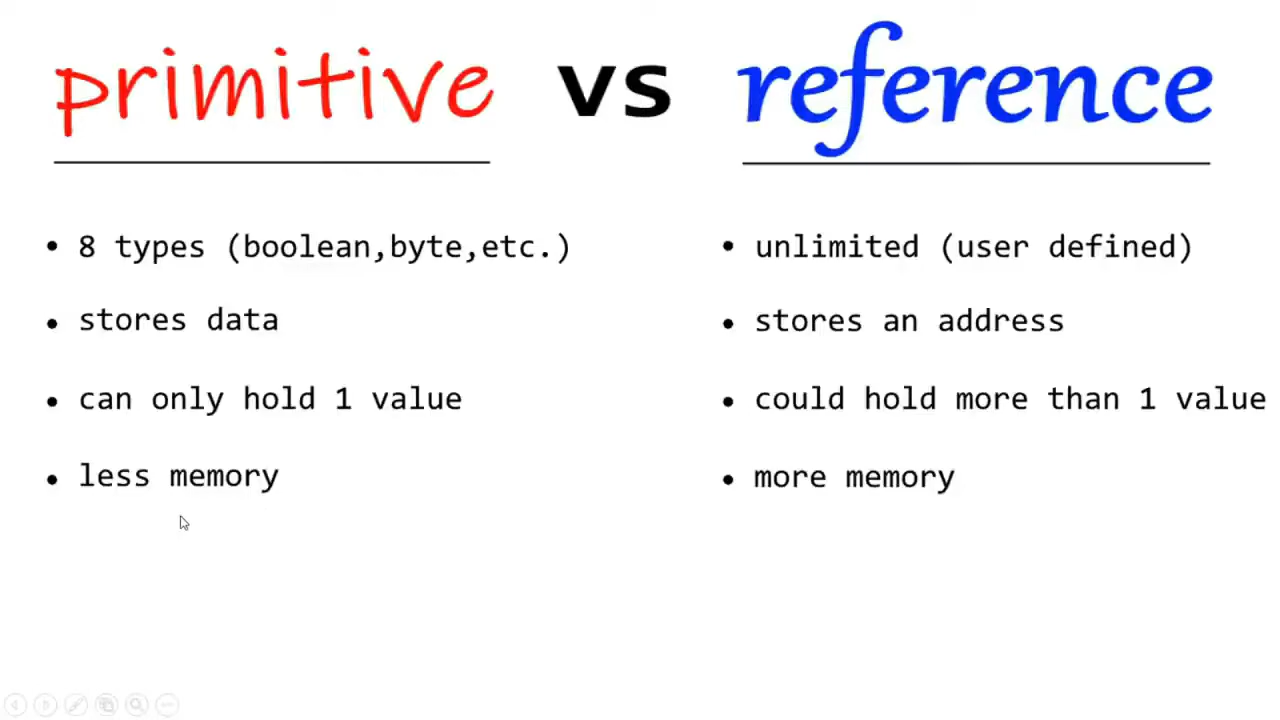 primitive vs reference
• 8 types (boolean,byte,etc.)
• stores data
• can only hold 1 value
• less memory
• unlimited (user defined)
• stores an address
• could hold more than 1 value
• more memory